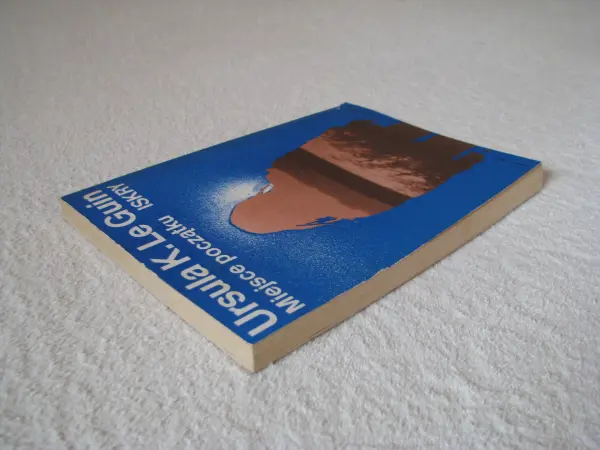 Ursula K. Le Guin
Miejsce początku ISKRY